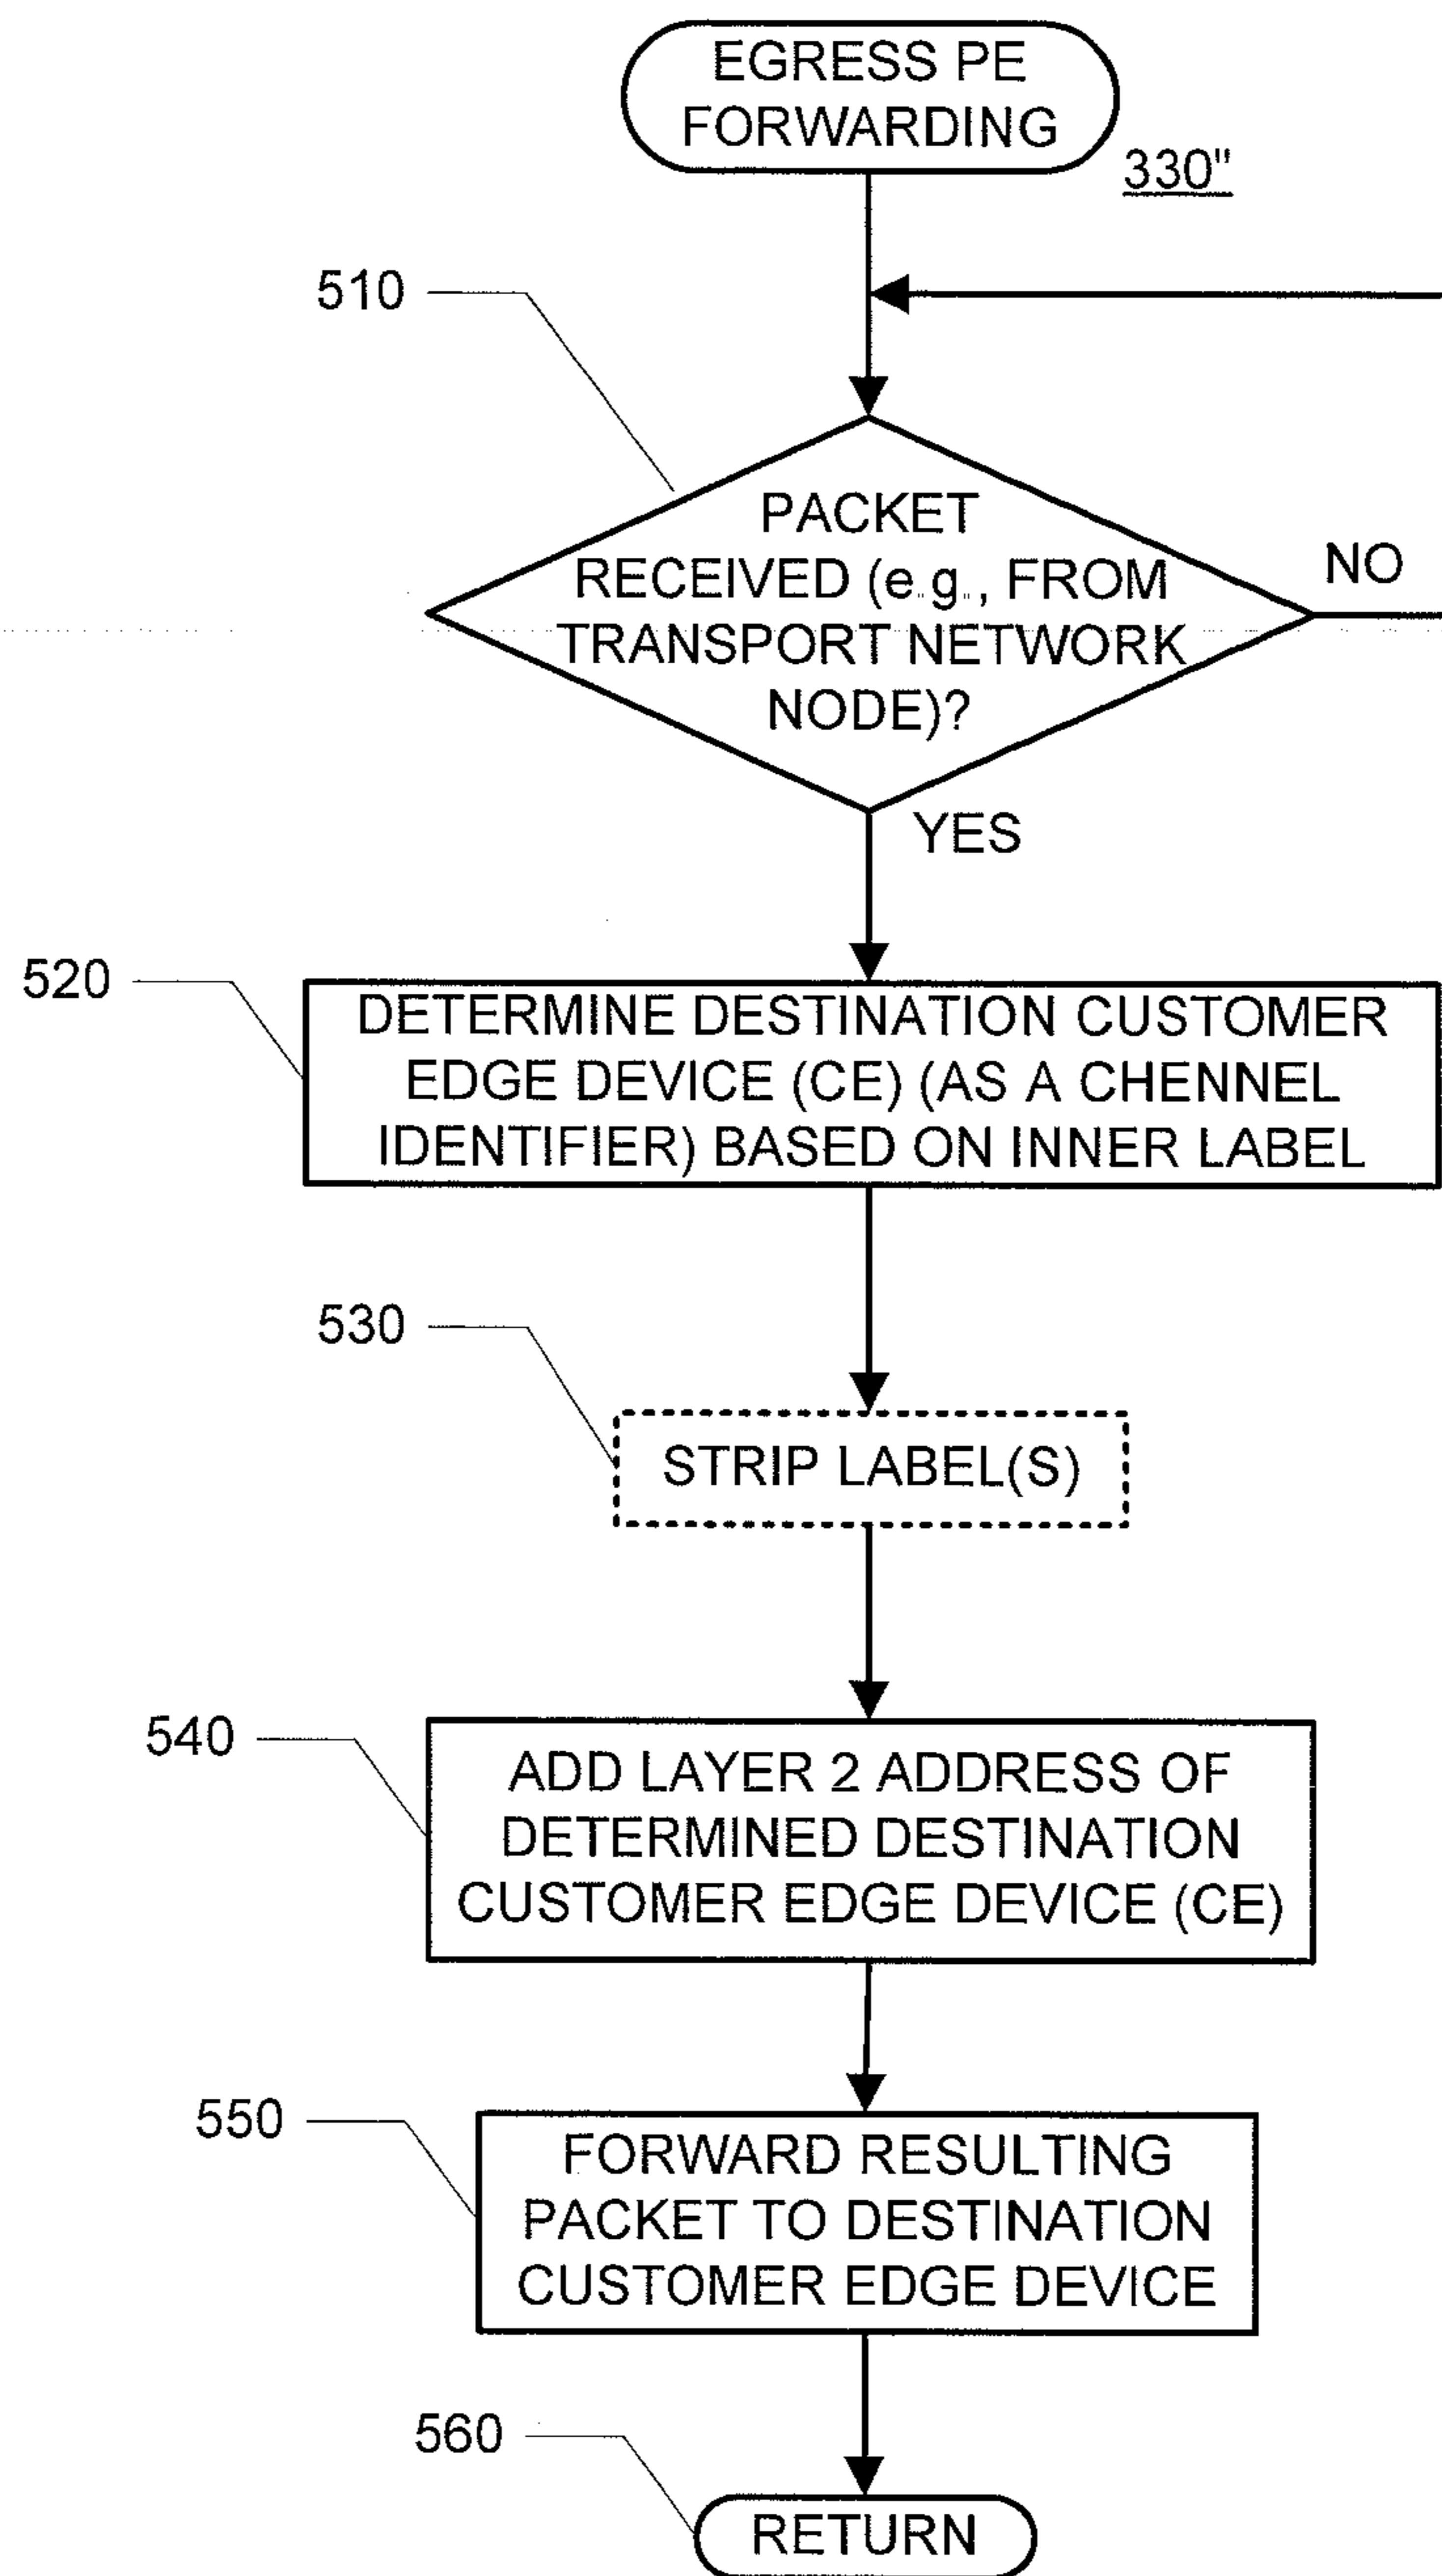 EGRESS PE
FORWARDING
330"
510
PACKET
RECEIVED (e.g., FROM
TRANSPORT NETWORK
NODE)?
NO
YES
520
DETERMINE DESTINATION CUSTOMER
EDGE DEVICE (CE) (AS A CHENNEL
IDENTIFIER) BASED ON INNER LABEL
530
STRIP LABEL(S)
540
ADD LAYER 2 ADDRESS OF
DETERMINED DESTINATION
CUSTOMER EDGE DEVICE (CE)
550
FORWARD RESULTING
PACKET TO DESTINATION
CUSTOMER EDGE DEVICE
560
RETURN